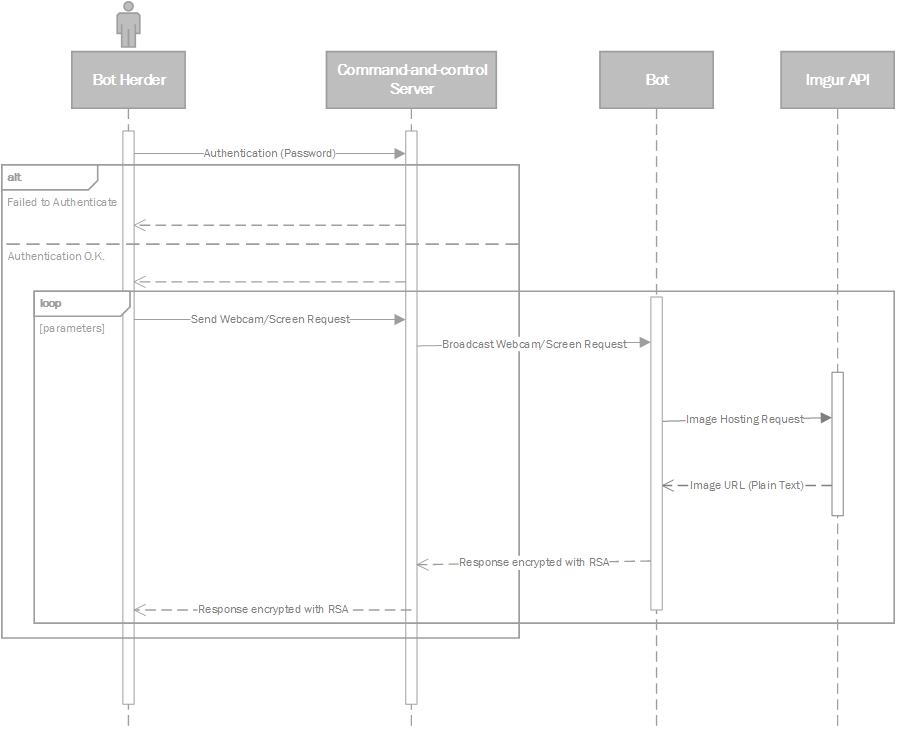 Bot Herder
Command-and-control
Server
Bot
Imgur API
Authentication (Password)
alt
Failed to Authenticate
Authentication O.K.
loop
[parameters]
Send Webcam/Screen Request
Broadcast Webcam/Screen Request
Image Hosting Request
Image URL (Plain Text)
Response encrypted with RSA
Response encrypted with RSA